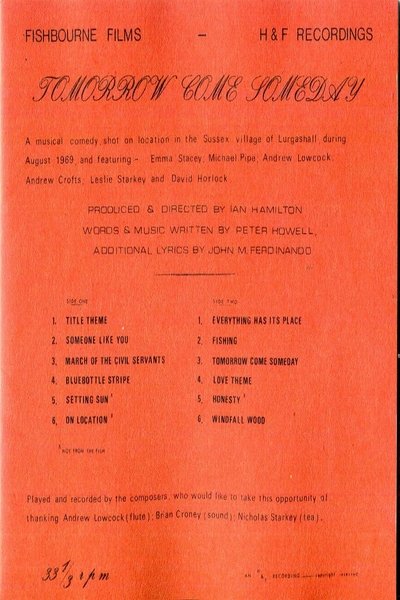 FISHBOURNE FILMS – H & F RECORDINGS
TOMORROW COME SOMEDAY
A musical comedy shot on location in the Sussex village of Lurgashall during
August 1969 and featuring – Emma Stacey, Michael Pipe, Andrew Lowcock,
Andrew Crofts, Leslie Starkey and David Horlock.
PRODUCED & DIRECTED BY IAN HAMILTON
WORDS & MUSIC WRITTEN BY PETER HOWELL,
ADDITIONAL LYRICS BY JOHN M. FERDINANDO
SIDE ONE
1. TITLE THEME
2. SOMEONE LIKE YOU
3. MARCH OF THE CIVIL SERVANTS
4. BLUEBOTTLE STRIPE
5. SETTING SUN
6. ON LOCATION
SIDE TWO
1. EVERYTHING HAS ITS PLACE
2. FISHING
3. TOMORROW COME SOMEDAY
4. LOVE THEME
5. HONESTY
6. WINDFALL WOOD
NOT FROM THE FILM
Played and recorded by the composers, who would like to take this opportunity of
thanking Andrew Lowcock (flute); Brian Croney (sound); Nicholas Starkey (tea).
33 1/3 rpm
AN RECORDING copyright reserved